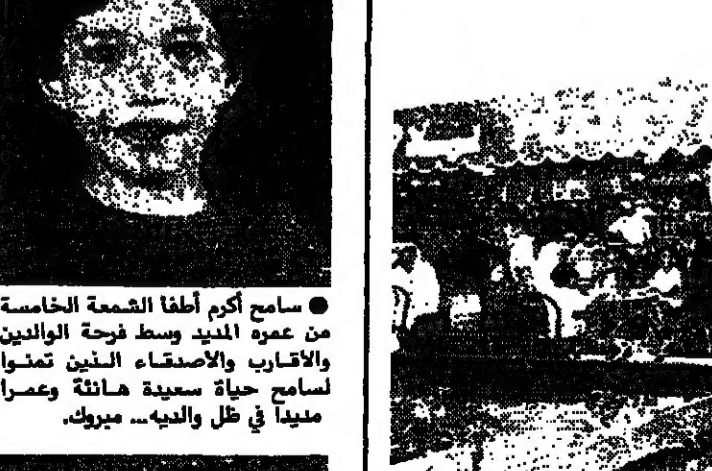 ● سامح أكرم أطفأ الشمعة الخامسة
من عمره المديد وسط فرحة الوالدين
والأقارب والأصدقاء الذين تمنوا
لسامح حياة سعيدة هانئة وعمرا
مديدا في ظل والديه... مبروك.